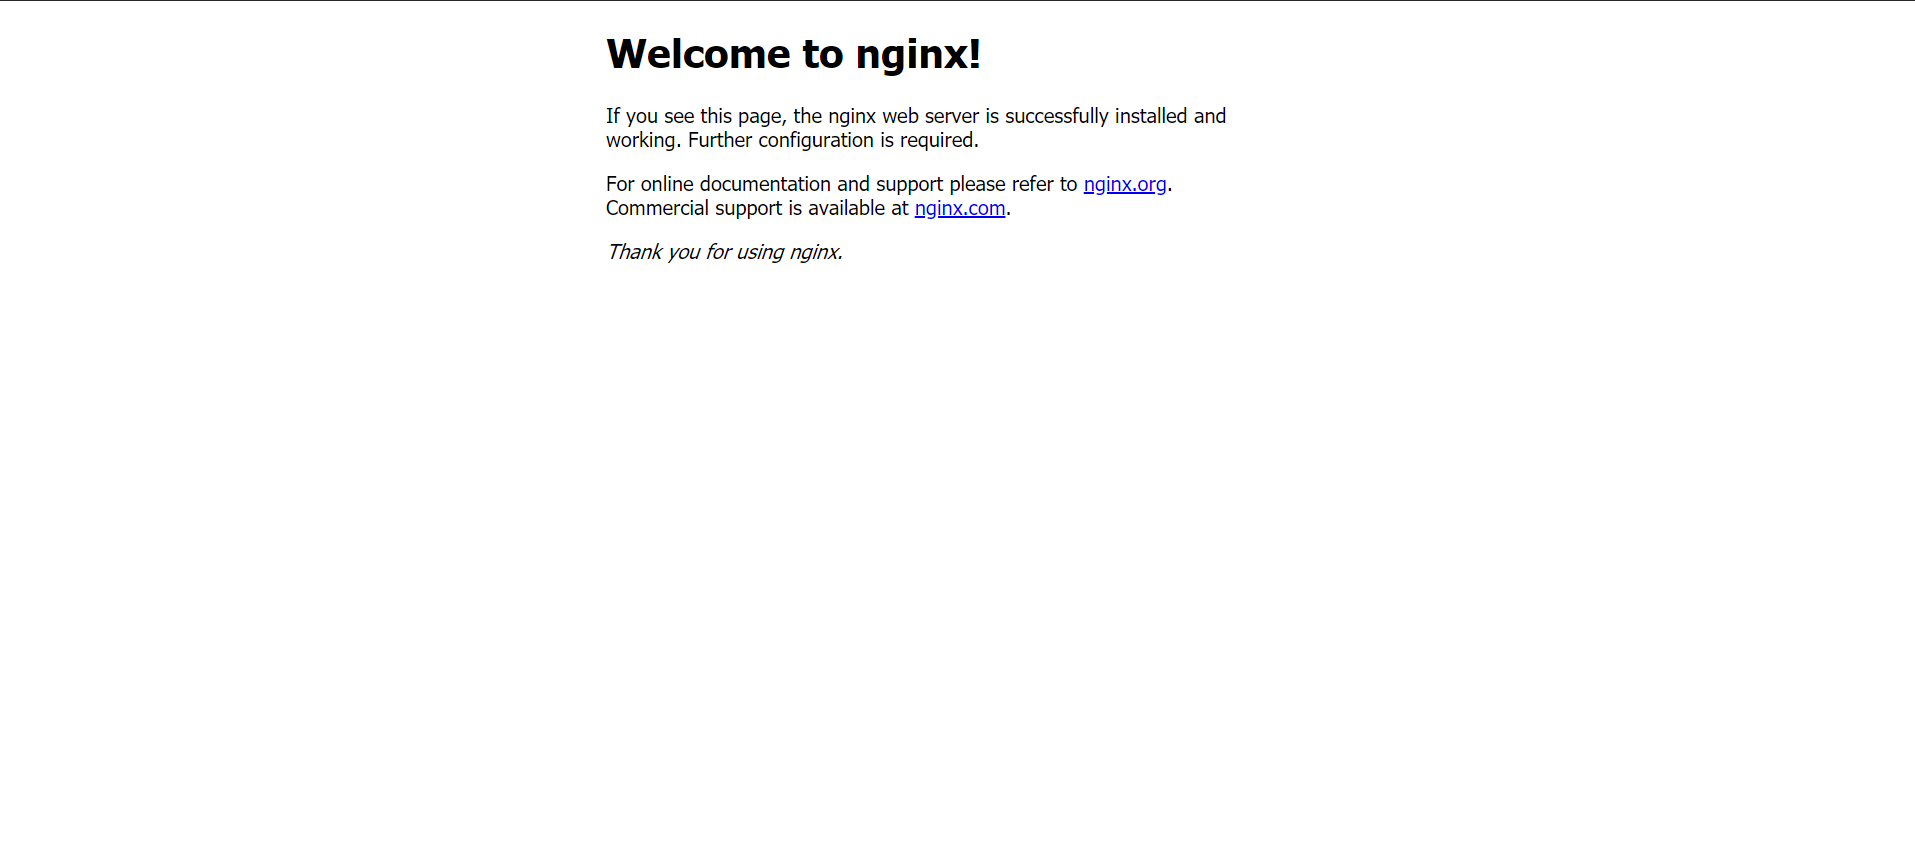 Welcome to nginx!
If you see this page, the nginx web server is successfully installed and
working. Further configuration is required.
For online documentation and support please refer to nginx.org.
Commercial support is available at nginx.com.
Thank you for using nginx.